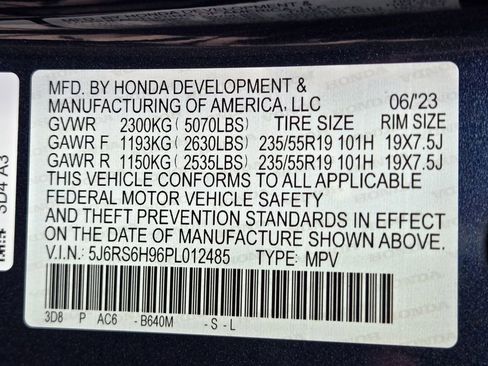 MFD. BY HONDA DEVELOPMENT &
MANUFACTURING OF AMERICA, LLC 06/'23
GVWR 2300KG ( 5070LBS) TIRE SIZE RIM SIZE
GAWR F 1193KG ( 2630LBS) 235/55R19 101H 19X7.5J
GAWR R 1150KG ( 2535LBS) 235/55R19 101H 19X7.5J
THIS VEHICLE CONFORMS TO ALL APPLICABLE
FEDERAL MOTOR VEHICLE SAFETY
AND THEFT PREVENTION STANDARDS IN EFFECT
ON THE DATE OF MANUFACTURE SHOWN ABOVE.
V.I.N.: 5J6RS6H96PL012485 TYPE: MPV
3D8 P AC6 -B640M -S-L
3D4 A3